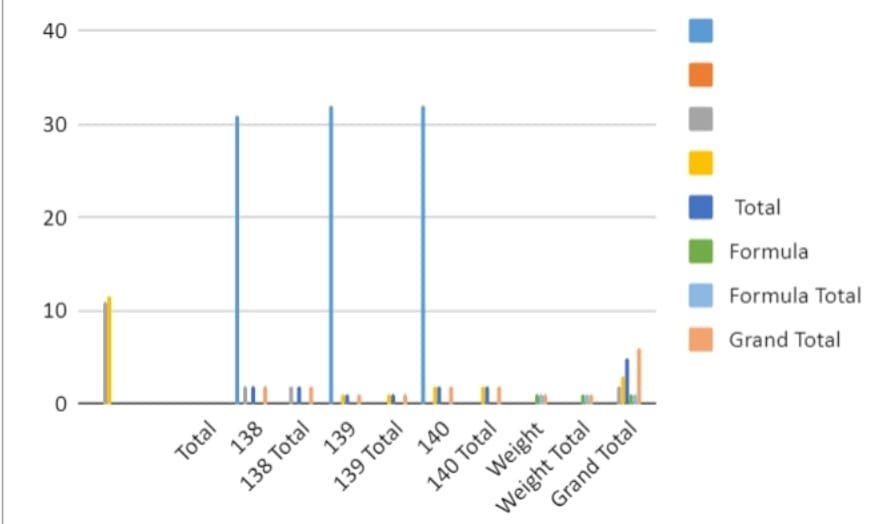 40
30
20
10
0
Total
138
138 Total
139
139 Total
140
140 Total
Weight
Weight Total
Grand Total
Total
Formula
Formula Total
Grand Total